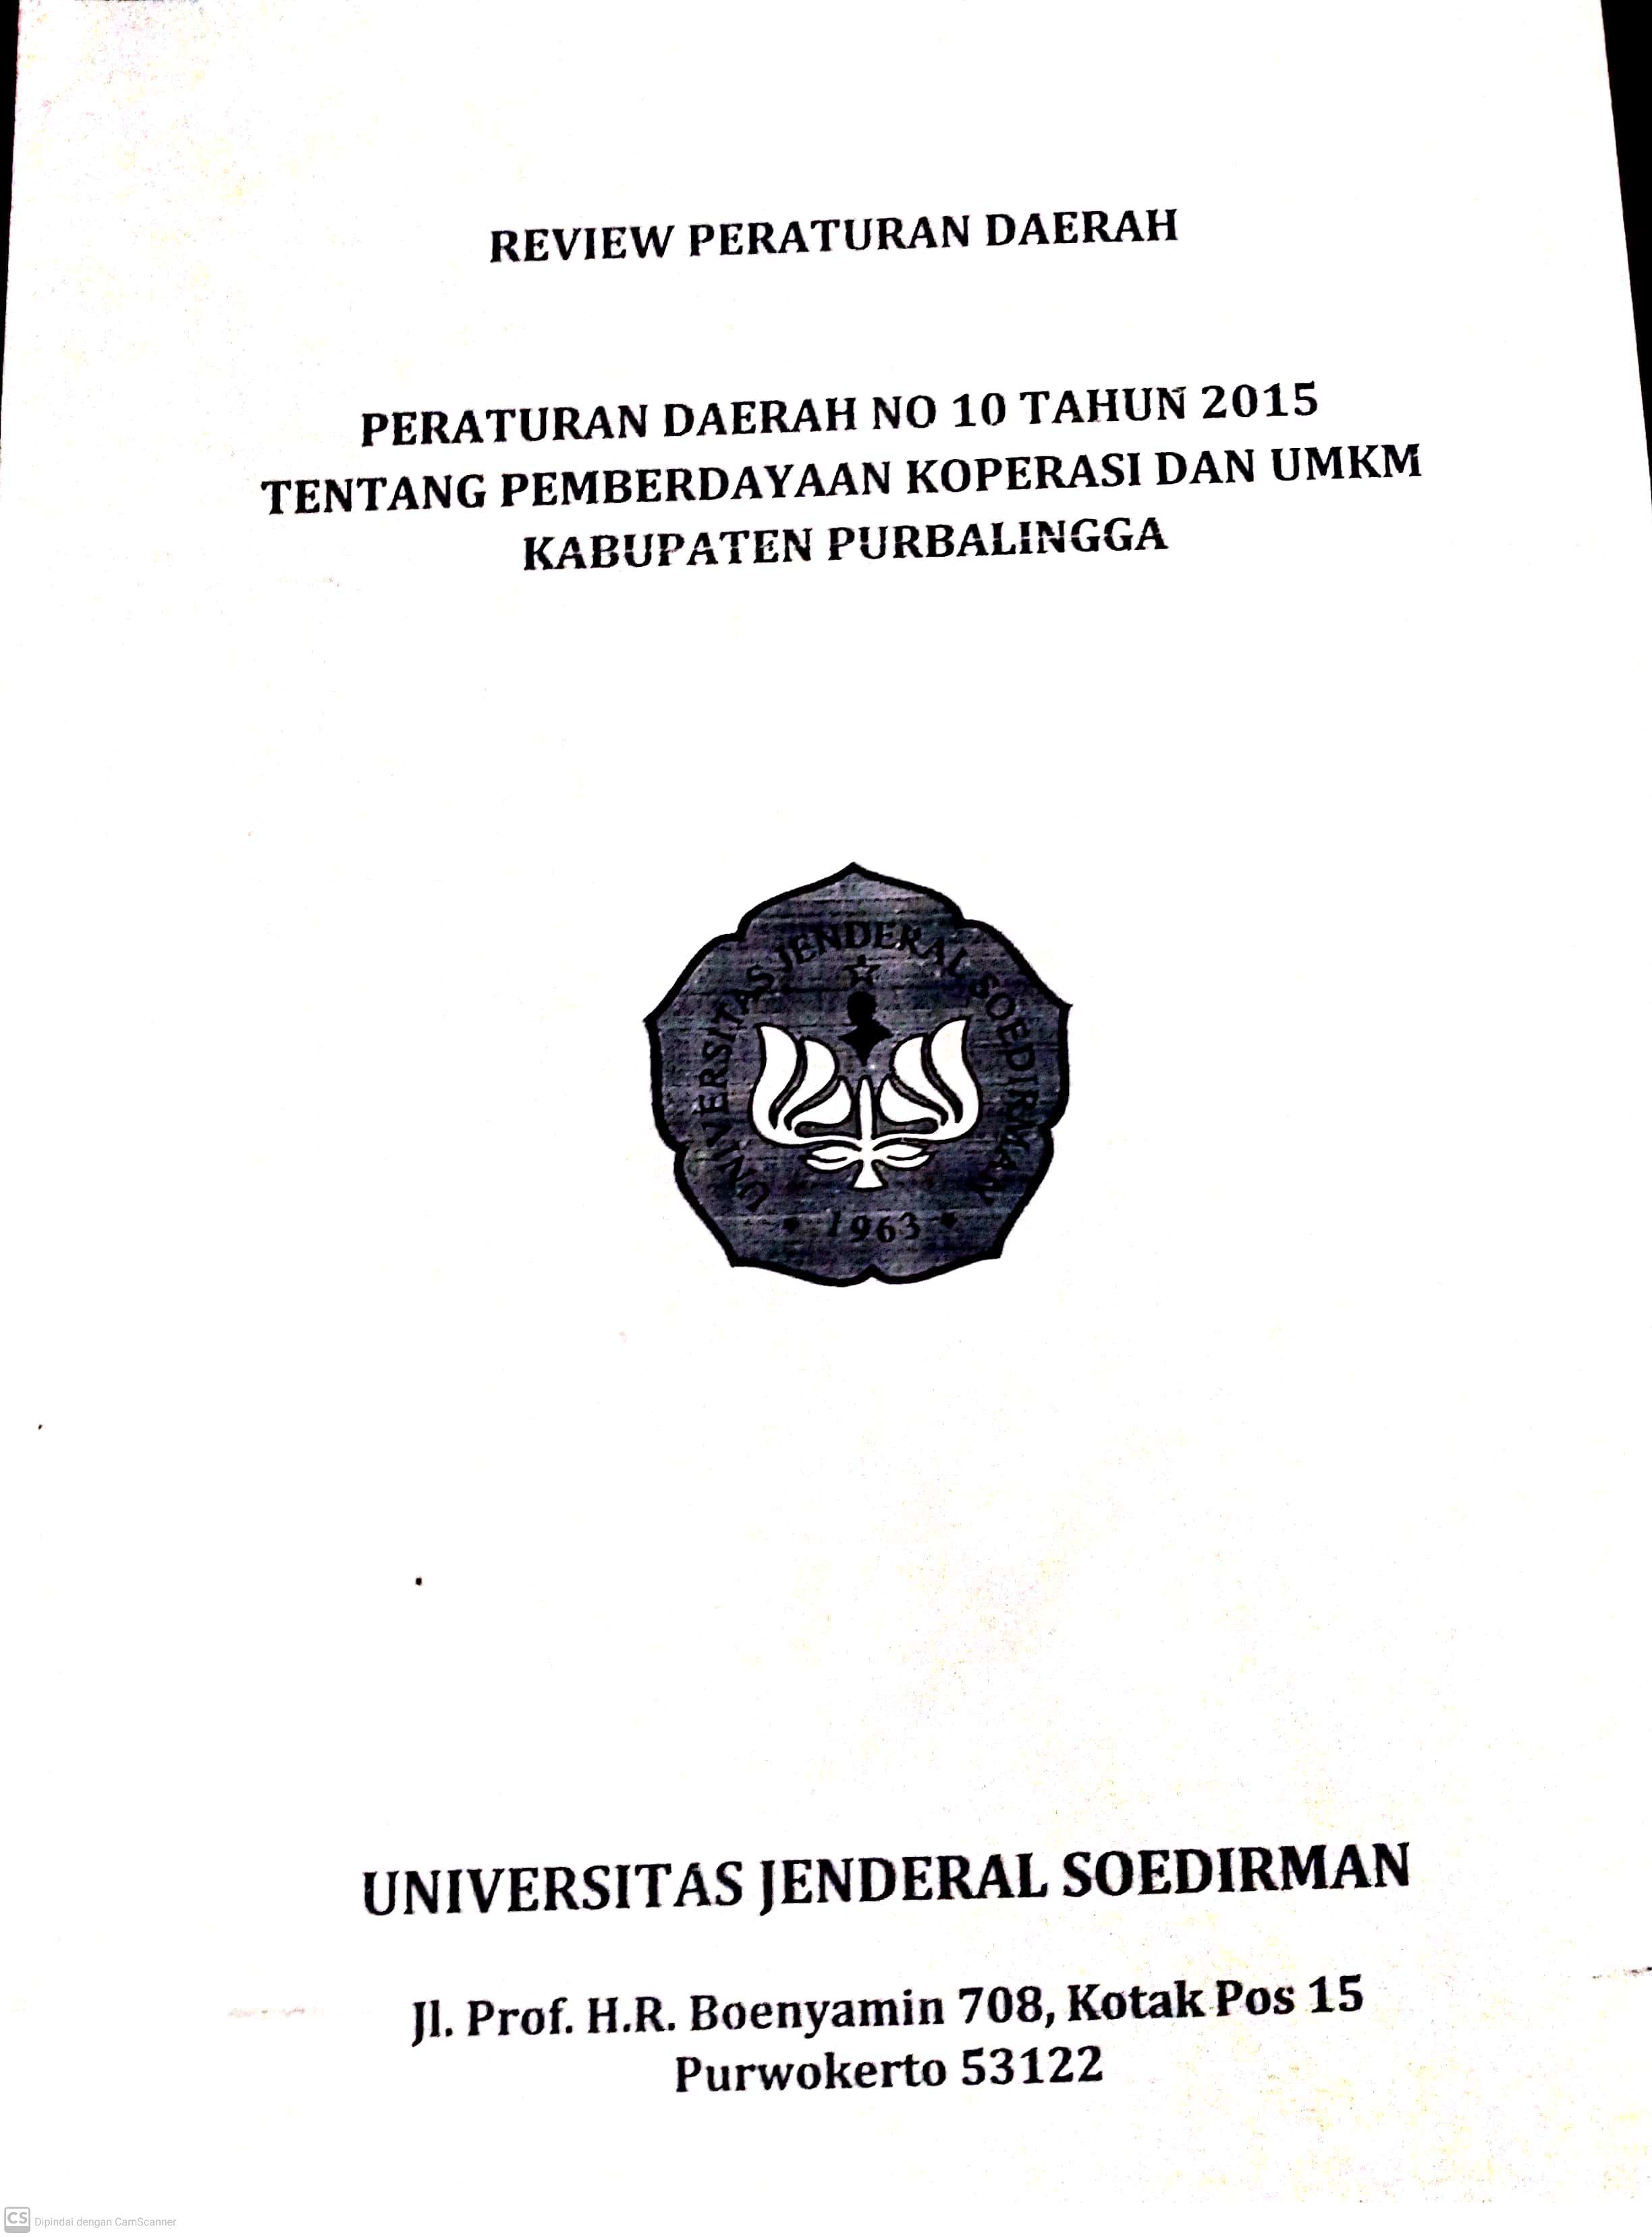 REVIEW PERATURAN DAERAH
PERATURAN DAERAH NO 10 TAHUN 2015
TENTANG PEMBERDAYAAN KOPERASI DAN UMKM
KABUPATEN PURBALINGGA
UNIVERSITAS JENDERAL SOEDIRMAN
1963
UNIVERSITAS JENDERAL SOEDIRMAN
Jl. Prof. H.R. Boenyamin 708, Kotak Pos 15
Purwokerto 53122
CS Dipindai dengan CamScanner